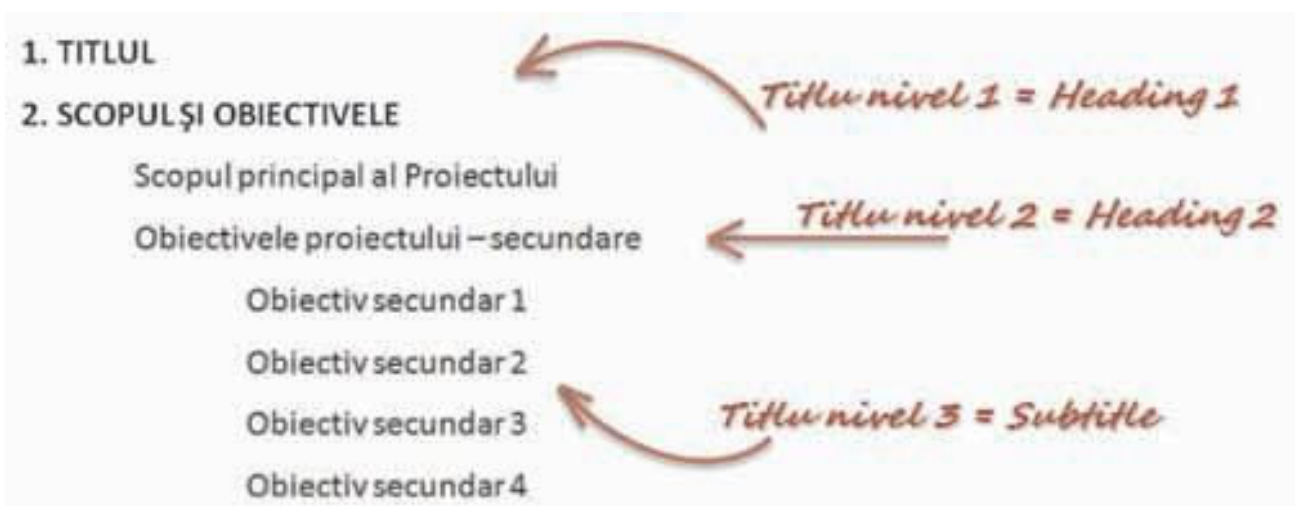 1. TITLUL
Titlu nivel 1 = Heading 1
2. SCOPUL ȘI OBIECTIVELE
Scopul principal al Proiectului
Titlu nivel 2 = Heading 2
Obiectivele proiectului – secundare
Obiectiv secundar 1
Obiectiv secundar 2
Titlu nivel 3 = Subtitle
Obiectiv secundar 3
Obiectiv secundar 4